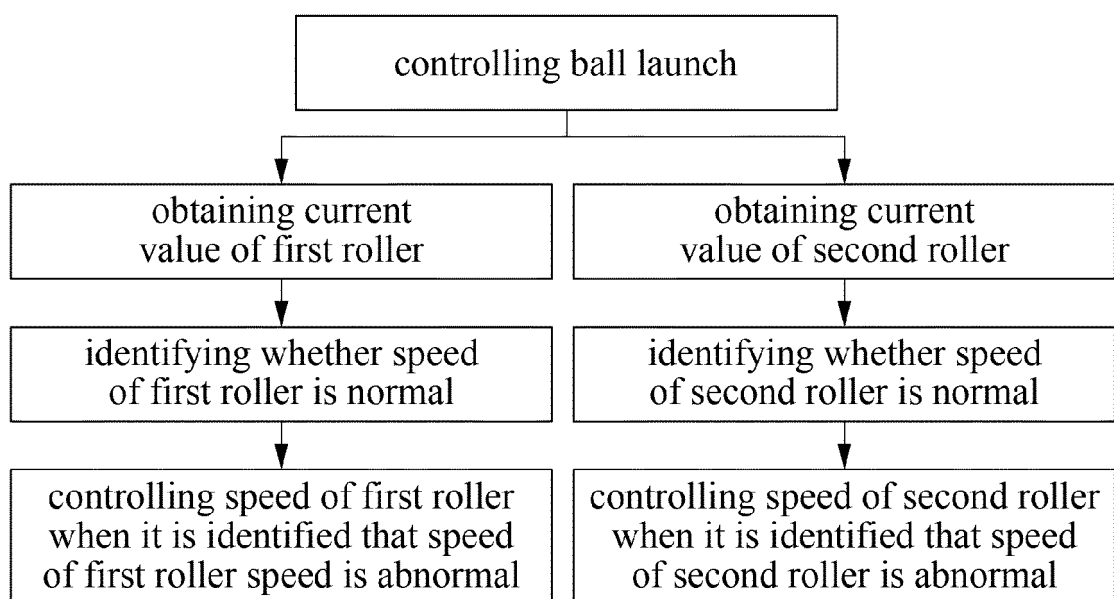 controlling ball launch
obtaining current
value of first roller
identifying whether speed
of first roller is normal
controlling speed of first roller
when it is identified that speed
of first roller speed is abnormal
obtaining current
value of second roller
identifying whether speed
of second roller is normal
controlling speed of second roller
when it is identified that speed
of second roller is abnormal